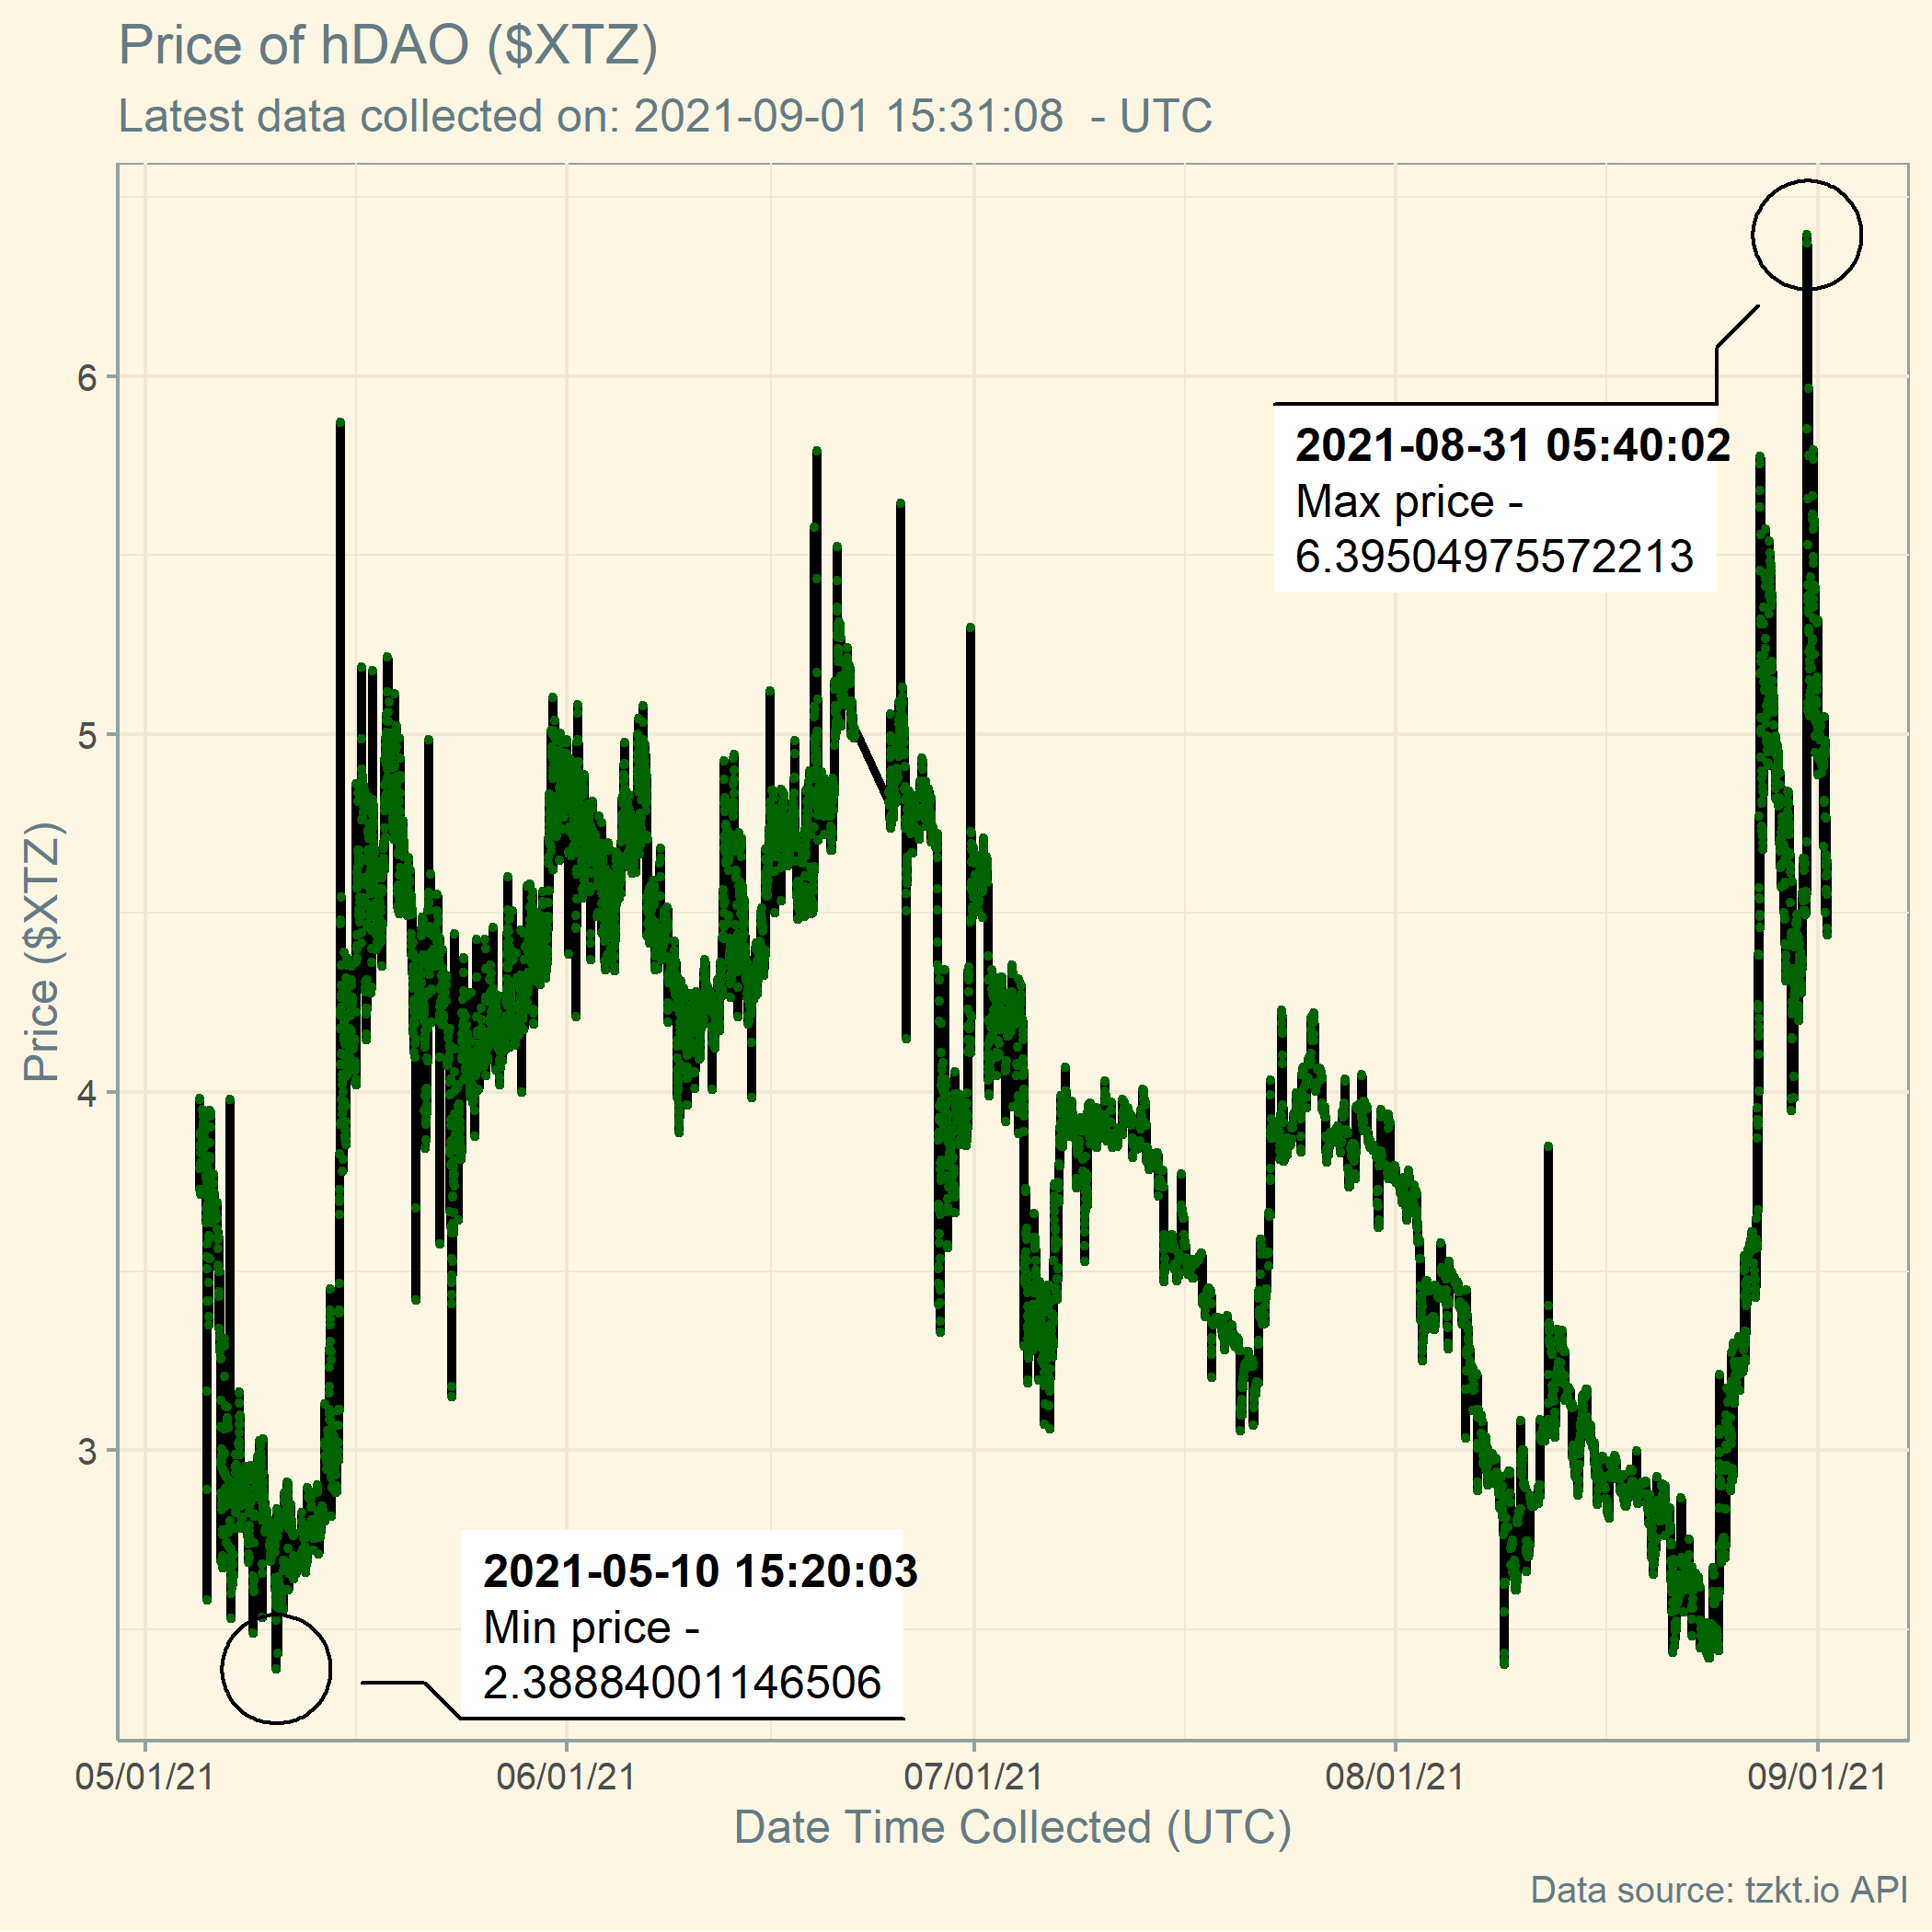 Price of hDAO ($XTZ)
Latest data collected on: 2021-09-01 15:31:08  - UTC
Price ($XTZ)
6
5
4
3
2021-08-31 05:40:02
Max price -
6.39504975572213
2021-05-10 15:20:03
Min price -
2.38884001146506
05/01/21
06/01/21
07/01/21
08/01/21
09/01/21
Date Time Collected (UTC)
Data source: tzkt.io API